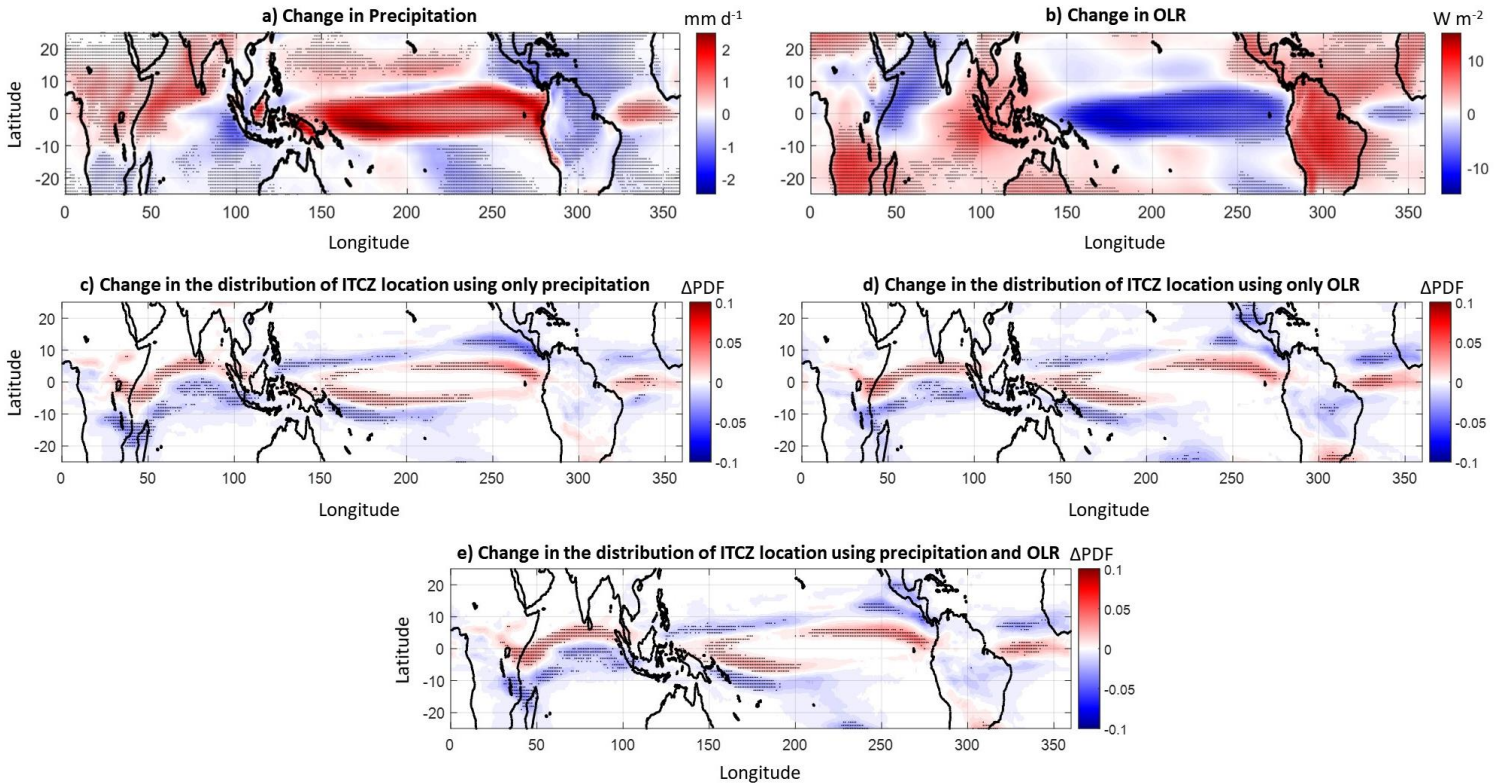 a) Change in Precipitation
mm d⁻¹
Latitude
20
10
0
-10
-20
0 50 100 150 200 250 300 350
Longitude
2
1
0
-1
-2
b) Change in OLR
W m⁻²
20
10
0
-10
-20
0 50 100 150 200 250 300 350
Longitude
10
0
-10
c) Change in the distribution of ITCZ location using only precipitation
ΔPDF
Latitude
20
10
0
-10
-20
0 50 100 150 200 250 300 350
Longitude
0.1
0.05
0
-0.05
-0.1
d) Change in the distribution of ITCZ location using only OLR
ΔPDF
20
10
0
-10
-20
0 50 100 150 200 250 300 350
Longitude
0.1
0.05
0
-0.05
-0.1
e) Change in the distribution of ITCZ location using precipitation and OLR
ΔPDF
Latitude
20
10
0
-10
-20
0 50 100 150 200 250 300 350
Longitude
0.1
0.05
0
-0.05
-0.1